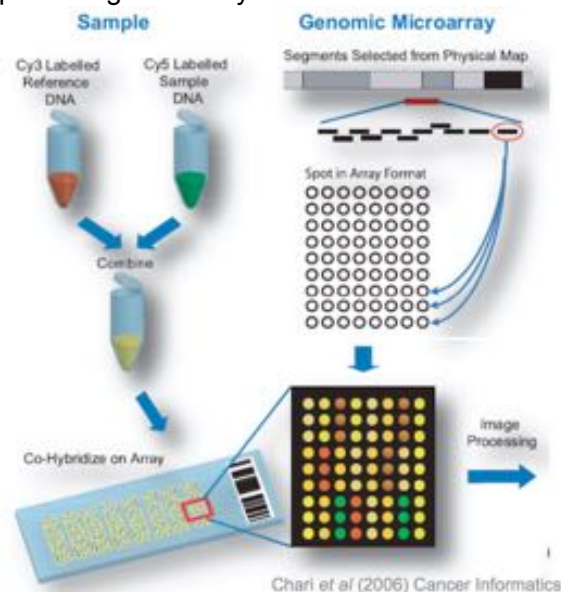 Sample
Genomic Microarray
Cy3 Labelled
Reference
DNA
Cy5 Labelled
Sample
DNA
Segments Selected from Physical Map
Spot in Array Format
Combine
Co-Hybridize on Array
Image
Processing
Chari et al (2006) Cancer Informatics